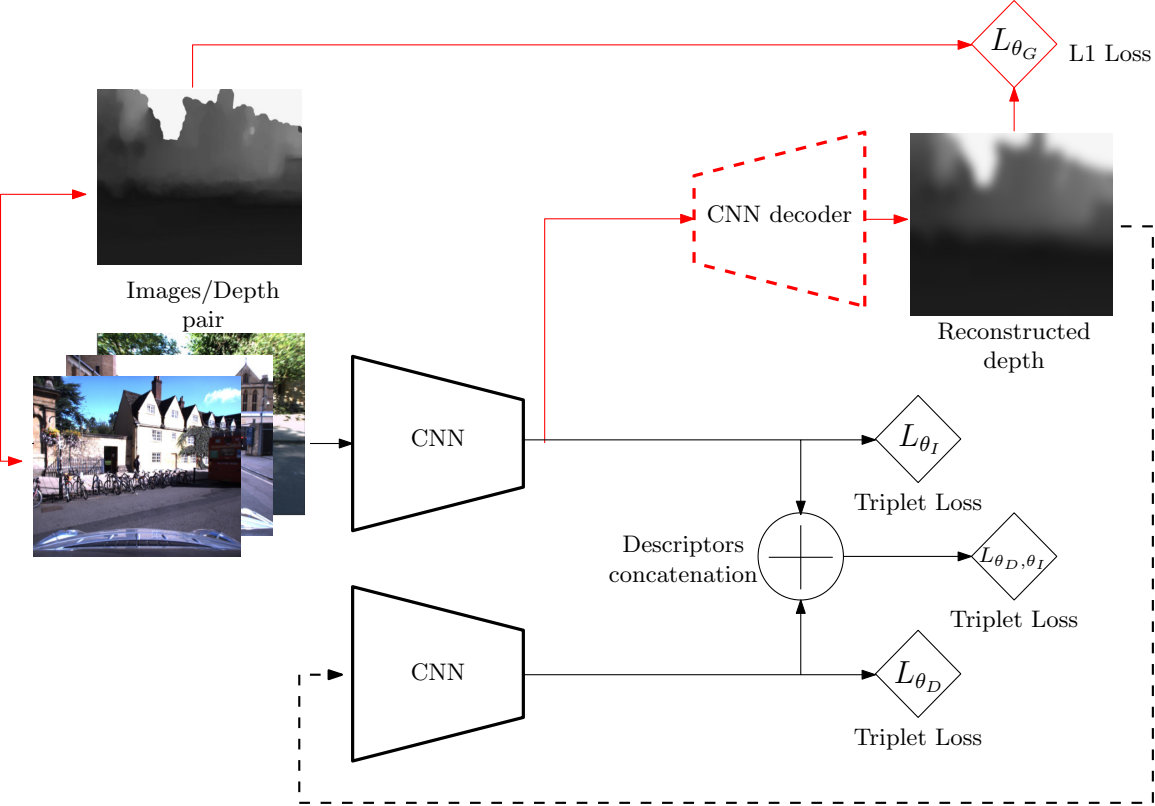 L_{θ_G}
L1 Loss
CNN decoder
Images/Depth
pair
Reconstructed
depth
CNN
L_{θ_I}
Triplet Loss
Descriptors
concatenation
L_{θ_D,θ_I}
Triplet Loss
CNN
L_{θ_D}
Triplet Loss